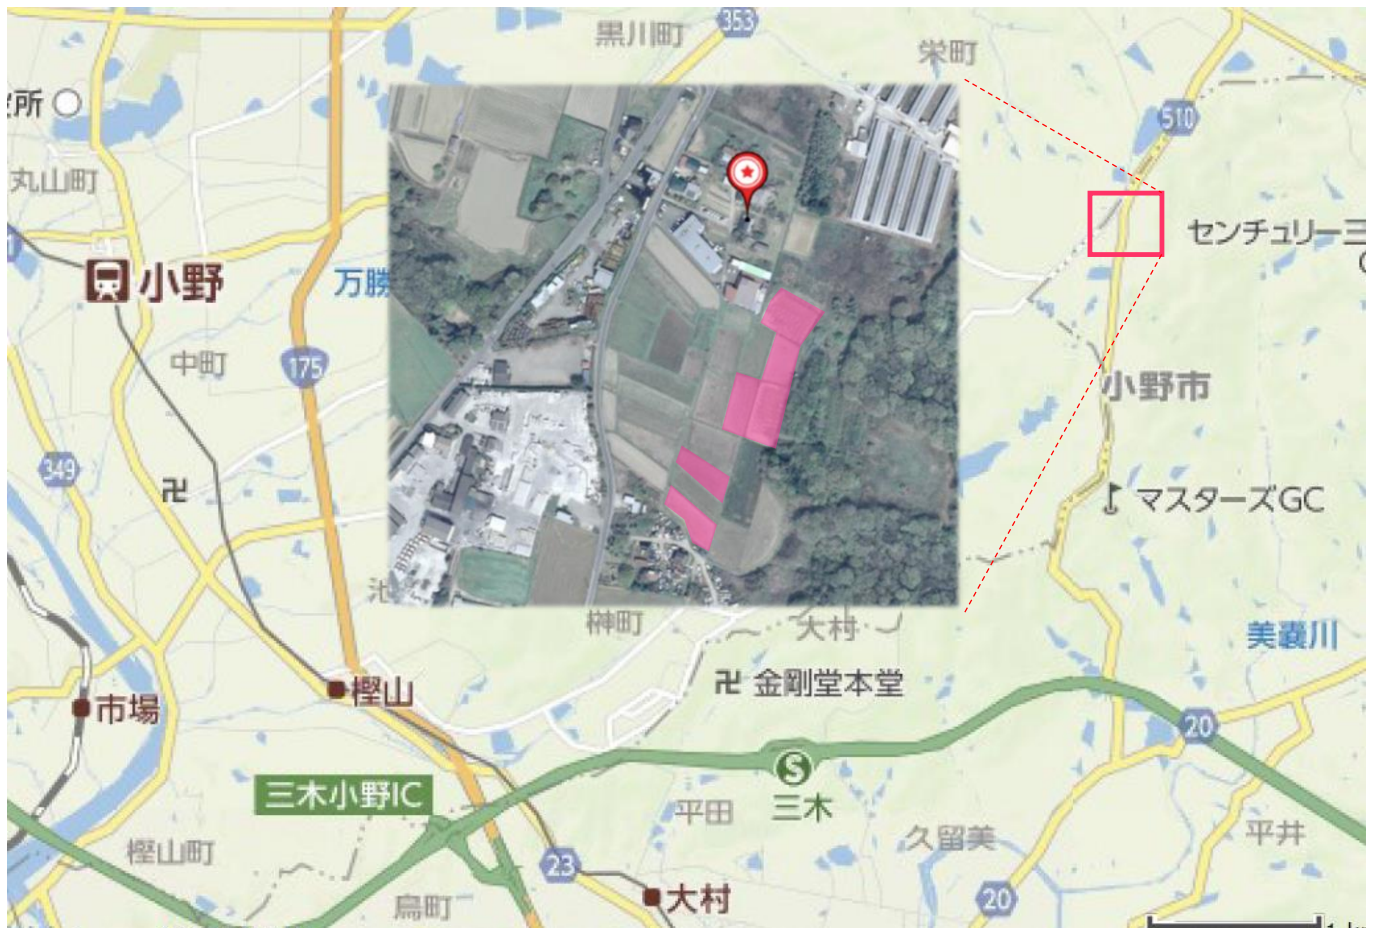 353
黒川町
栄町
所
510
丸山町
センチュリー三
小野
万勝
中町
175
小野市
349
マスターズGC
池
榊町
大村
美嚢川
金剛堂本堂
樫山
市場
20
S
三木小野IC
三木
平田
久留美
平井
樫山町
23
20
大村
鳥町